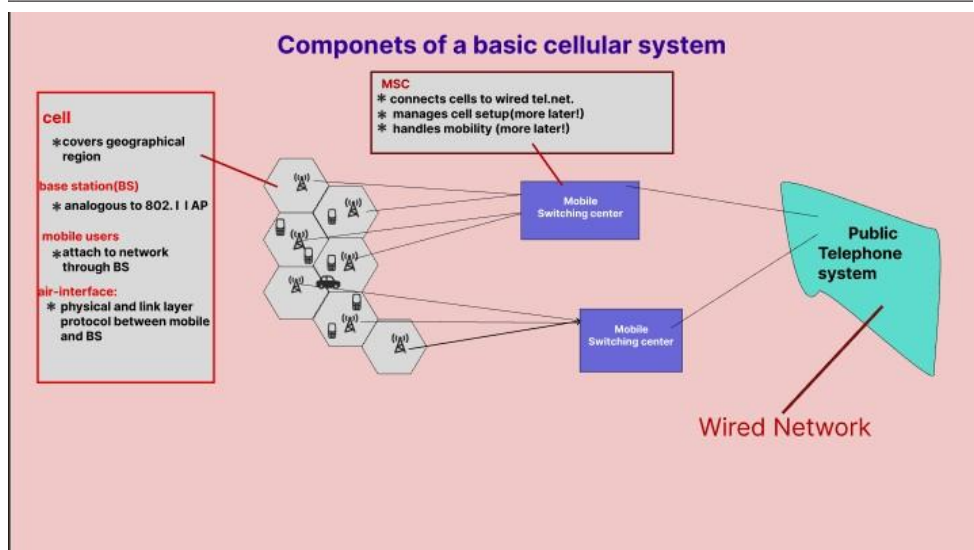 Componets of a basic cellular system
MSC
* connects cells to wired tel.net.
* manages cell setup(more later!)
* handles mobility (more later!)
cell
*covers geographical
region
base station(BS)
* analogous to 802. I I AP
mobile users
*attach to network
through BS
air-interface:
* physical and link layer
protocol between mobile
and BS
Mobile
Switching center
Mobile
Switching center
Public
Telephone
system
Wired Network